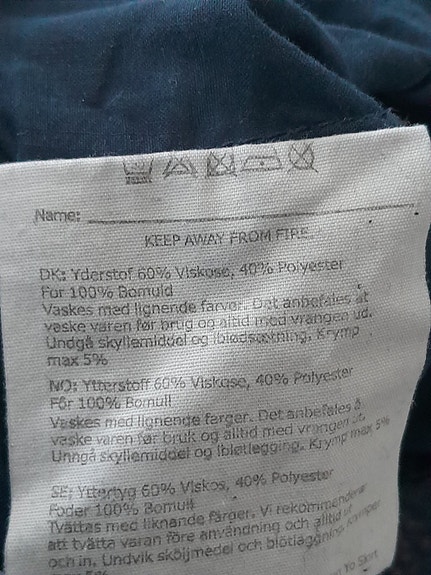 Name:
KEEP AWAY FROM FIRE
DK: Yderstof 60% Viskose, 40% Polyester
For 100% Bomuld
Vaskes med lignende farver. Det anbefales at
vaske varen før brug og altid med vrangen ud.
Undgå skyllemiddel og iblødsætning. Krymp
max 5%
NO: Ytterstoff 60% Viskose, 40% Polyester
Fôr 100% Bomull
Vaskes med lignende farger. Det anbefales å
vaske varen før bruk og alltid med vrangen ut.
Unngå skyllemiddel og ibløtlegging. Krymp max 5%
SE: Yttertyg 60% Viskos, 40% Polyester
Foder 100% Bomull
Tvättas med liknande färger. Vi rekommenderar
att tvätta varan före användning och alltid
och in. Undvik sköljmedel och blötläggning
5%